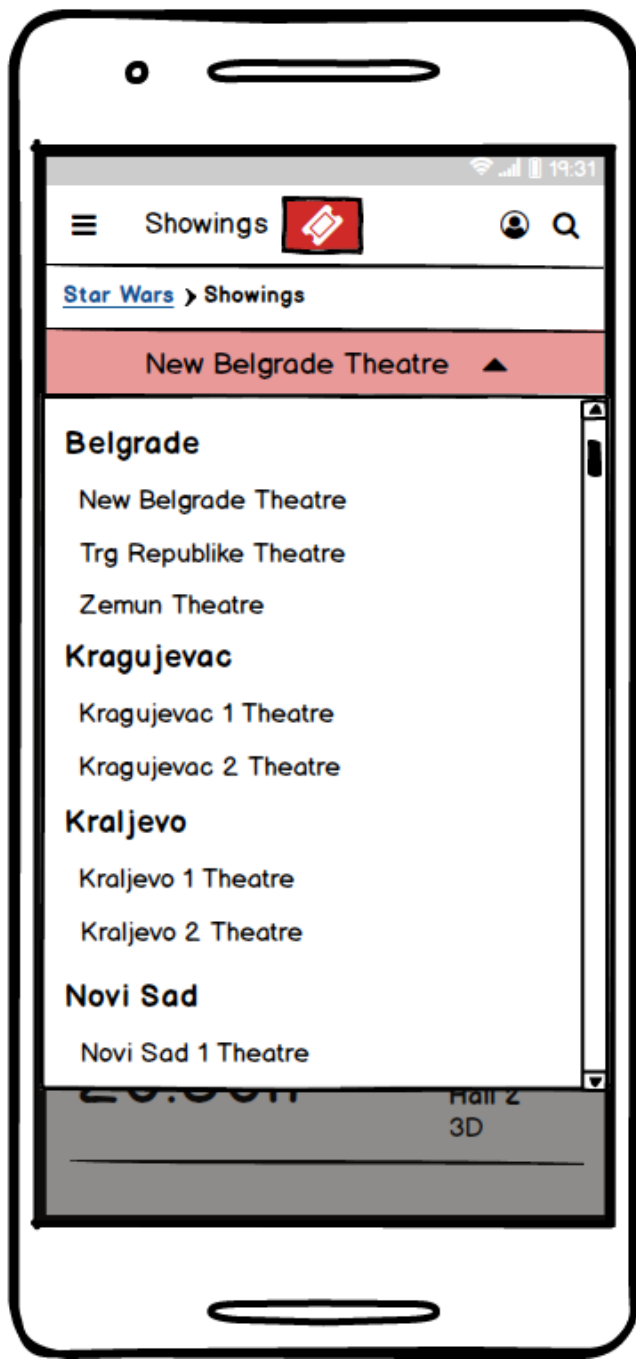 19:31
Showings
Star Wars > Showings
New Belgrade Theatre
Belgrade
New Belgrade Theatre
Trg Republike Theatre
Zemun Theatre
Kragujevac
Kragujevac 1 Theatre
Kragujevac 2 Theatre
Kraljevo
Kraljevo 1 Theatre
Kraljevo 2 Theatre
Novi Sad
Novi Sad 1 Theatre
Hall 2
3D